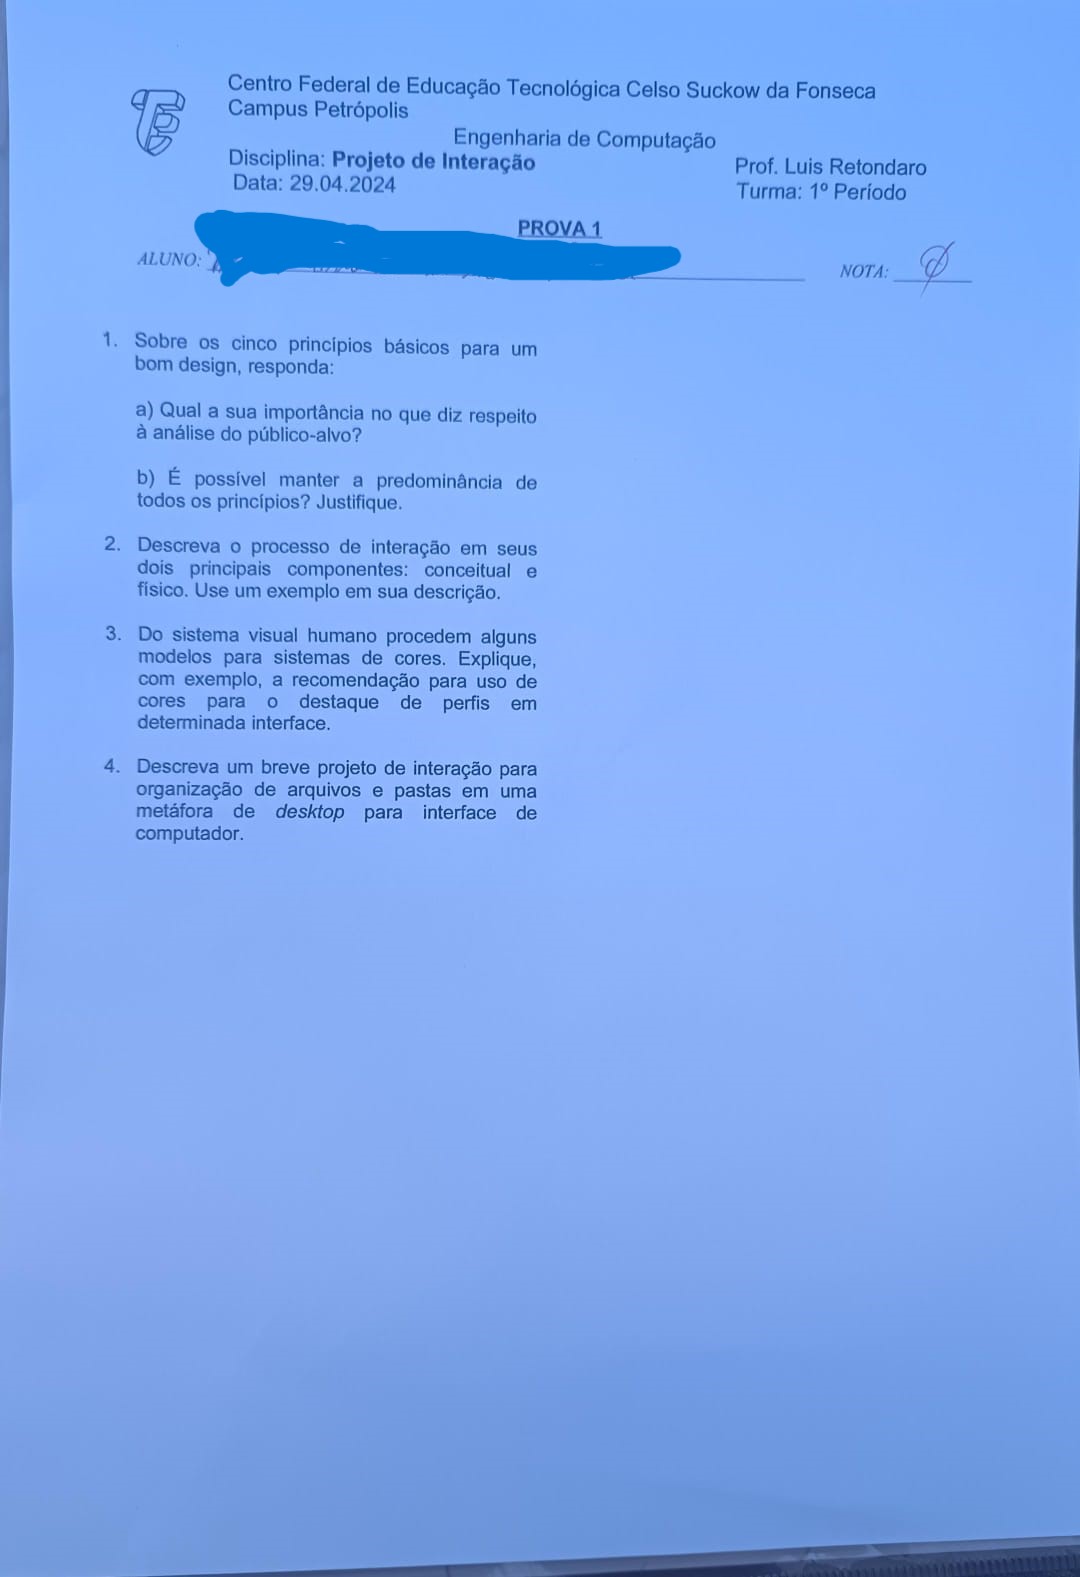 Centro Federal de Educação Tecnológica Celso Suckow da Fonseca
Campus Petrópolis
Engenharia de Computação
Disciplina: Projeto de Interação
Prof. Luis Retondaro
Data: 29.04.2024
Turma: 1º Período
PROVA 1
ALUNO:
NOTA:
1. Sobre os cinco princípios básicos para um
bom design, responda:
a) Qual a sua importância no que diz respeito
à análise do público-alvo?
b) É possível manter a predominância de
todos os princípios? Justifique.
2. Descreva o processo de interação em seus
dois principais componentes: conceitual e
físico. Use um exemplo em sua descrição.
3. Do sistema visual humano procedem alguns
modelos para sistemas de cores. Explique,
com exemplo, a recomendação para uso de
cores para o destaque de perfis em
determinada interface.
4. Descreva um breve projeto de interação para
organização de arquivos e pastas em uma
metáfora de desktop para interface de
computador.